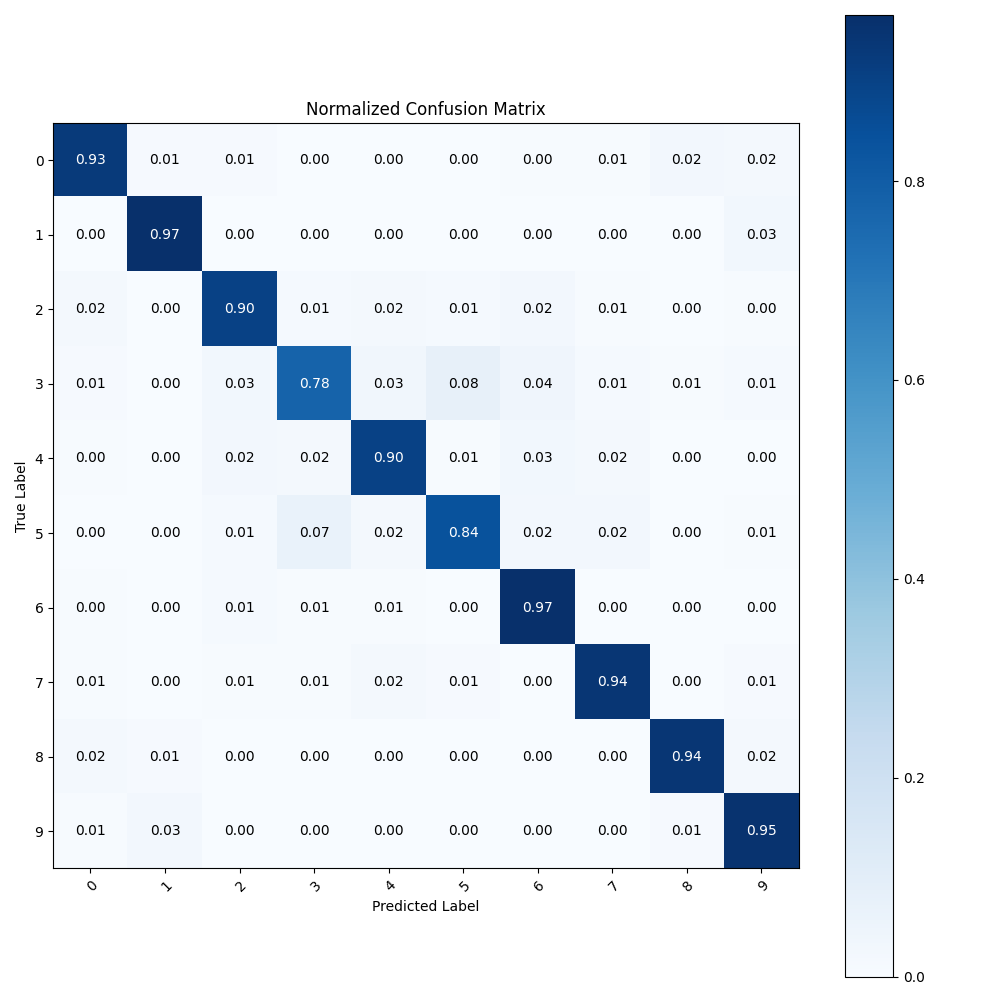 Normalized Confusion Matrix
0 0.93 0.01 0.01 0.00 0.00 0.00 0.00 0.01 0.02 0.02
1 0.00 0.97 0.00 0.00 0.00 0.00 0.00 0.00 0.00 0.03
2 0.02 0.00 0.90 0.01 0.02 0.01 0.02 0.01 0.00 0.00
3 0.01 0.00 0.03 0.78 0.03 0.08 0.04 0.01 0.01 0.01
4 0.00 0.00 0.02 0.02 0.90 0.01 0.03 0.02 0.00 0.00
5 0.00 0.00 0.01 0.07 0.02 0.84 0.02 0.02 0.00 0.01
6 0.00 0.00 0.01 0.01 0.01 0.00 0.97 0.00 0.00 0.00
7 0.01 0.00 0.01 0.01 0.02 0.01 0.00 0.94 0.00 0.01
8 0.02 0.01 0.00 0.00 0.00 0.00 0.00 0.00 0.94 0.02
9 0.01 0.03 0.00 0.00 0.00 0.00 0.00 0.00 0.01 0.95
0 1 2 3 4 5 6 7 8 9
Predicted Label
True Label
0.8
0.6
0.4
0.2
0.0